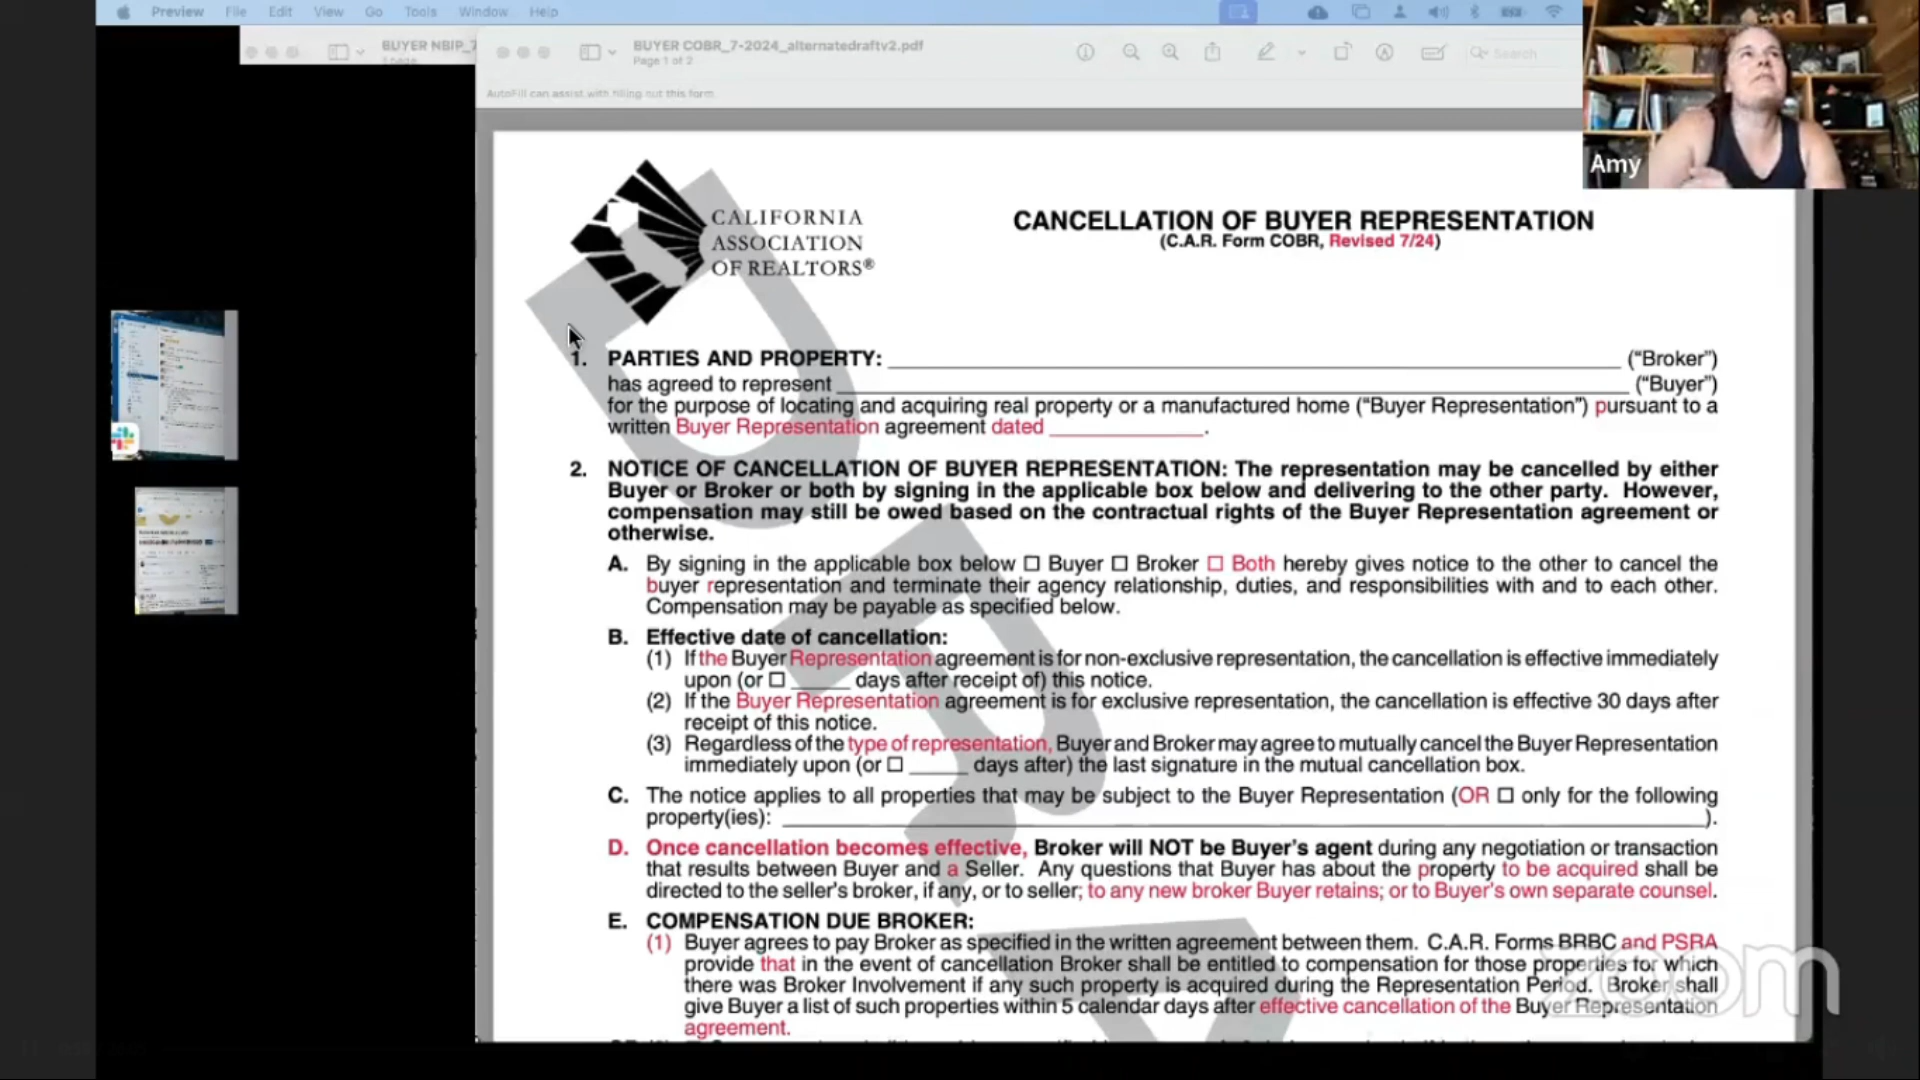 Preview File Edit View Go Tools Window Help
BUYER NBIP_7
BUYER COBR_7-2024_alternatedraftv2.pdf
Page 1 of 2
Search
AutoFill can assist with filling out this form.
Amy
CALIFORNIA
ASSOCIATION
OF REALTORS®
CANCELLATION OF BUYER REPRESENTATION
(C.A.R. Form COBR, Revised 7/24)
1. PARTIES AND PROPERTY: ("Broker")
has agreed to represent ("Buyer")
for the purpose of locating and acquiring real property or a manufactured home ("Buyer Representation") pursuant to a
written Buyer Representation agreement dated .
2. NOTICE OF CANCELLATION OF BUYER REPRESENTATION: The representation may be cancelled by either
Buyer or Broker or both by signing in the applicable box below and delivering to the other party. However,
compensation may still be owed based on the contractual rights of the Buyer Representation agreement or
otherwise.
A. By signing in the applicable box below ☐ Buyer ☐ Broker ☐ Both hereby gives notice to the other to cancel the
buyer representation and terminate their agency relationship, duties, and responsibilities with and to each other.
Compensation may be payable as specified below.
B. Effective date of cancellation:
(1) If the Buyer Representation agreement is for non-exclusive representation, the cancellation is effective immediately
upon (or ☐ _____ days after receipt of) this notice.
(2) If the Buyer Representation agreement is for exclusive representation, the cancellation is effective 30 days after
receipt of this notice.
(3) Regardless of the type of representation, Buyer and Broker may agree to mutually cancel the Buyer Representation
immediately upon (or ☐ _____ days after) the last signature in the mutual cancellation box.
C. The notice applies to all properties that may be subject to the Buyer Representation (OR ☐ only for the following
property(ies): ).
D. Once cancellation becomes effective, Broker will NOT be Buyer's agent during any negotiation or transaction
that results between Buyer and a Seller. Any questions that Buyer has about the property to be acquired shall be
directed to the seller's broker, if any, or to seller; to any new broker Buyer retains; or to Buyer's own separate counsel.
E. COMPENSATION DUE BROKER:
(1) Buyer agrees to pay Broker as specified in the written agreement between them. C.A.R. Forms BRBC and PSRA
provide that in the event of cancellation Broker shall be entitled to compensation for those properties for which
there was Broker Involvement if any such property is acquired during the Representation Period. Broker shall
give Buyer a list of such properties within 5 calendar days after effective cancellation of the Buyer Representation
agreement.
zoom